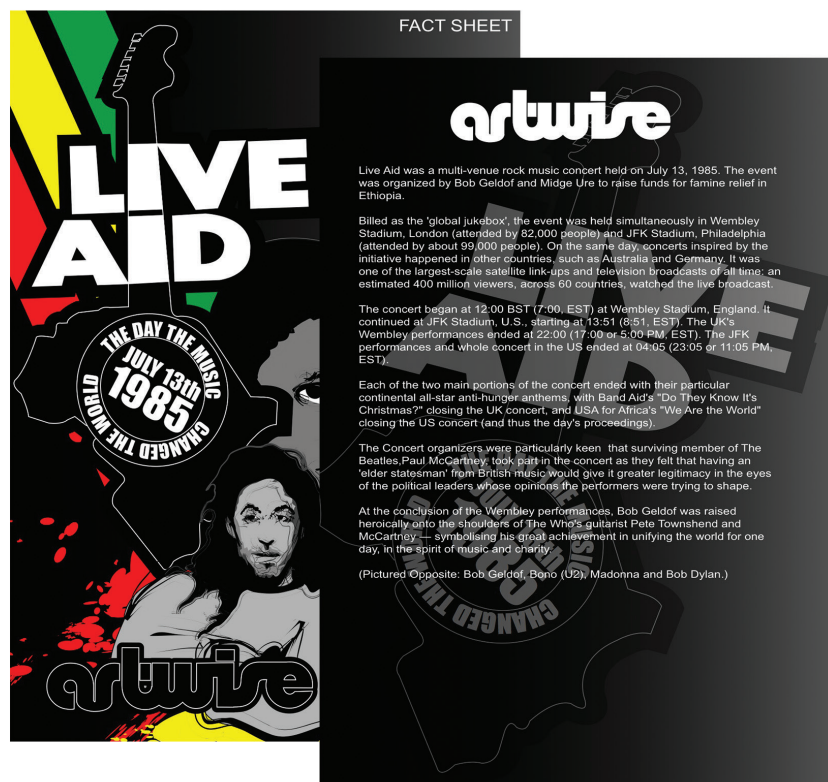 FACT SHEET
LIVE
AID
THE DAY THE MUSIC
CHANGED THE WORLD
JULY 13th
1985
artwise
artwise
Live Aid was a multi-venue rock music concert held on July 13, 1985. The event
was organized by Bob Geldof and Midge Ure to raise funds for famine relief in
Ethiopia.
Billed as the 'global jukebox', the event was held simultaneously in Wembley
Stadium, London (attended by 82,000 people) and JFK Stadium, Philadelphia
(attended by about 99,000 people). On the same day, concerts inspired by the
initiative happened in other countries, such as Australia and Germany. It was
one of the largest-scale satellite link-ups and television broadcasts of all time: an
estimated 400 million viewers, across 60 countries, watched the live broadcast.
The concert began at 12:00 BST (7:00, EST) at Wembley Stadium, England. It
continued at JFK Stadium, U.S., starting at 13:51 (8:51, EST). The UK's
Wembley performances ended at 22:00 (17:00 or 5:00 PM, EST). The JFK
performances and whole concert in the US ended at 04:05 (23:05 or 11:05 PM,
EST).
Each of the two main portions of the concert ended with their particular
continental all-star anti-hunger anthems, with Band Aid's "Do They Know It's
Christmas?" closing the UK concert, and USA for Africa's "We Are the World"
closing the US concert (and thus the day's proceedings).
The Concert organizers were particularly keen that surviving member of The
Beatles,Paul McCartney, took part in the concert as they felt that having an
'elder statesman' from British music would give it greater legitimacy in the eyes
of the political leaders whose opinions the performers were trying to shape.
At the conclusion of the Wembley performances, Bob Geldof was raised
heroically onto the shoulders of The Who's guitarist Pete Townshend and
McCartney — symbolising his great achievement in unifying the world for one
day, in the spirit of music and charity.
(Pictured Opposite: Bob Geldof, Bono (U2), Madonna and Bob Dylan.)
LIVE
AID
THE DAY THE MUSIC
CHANGED THE WORLD
JULY 13th
1985